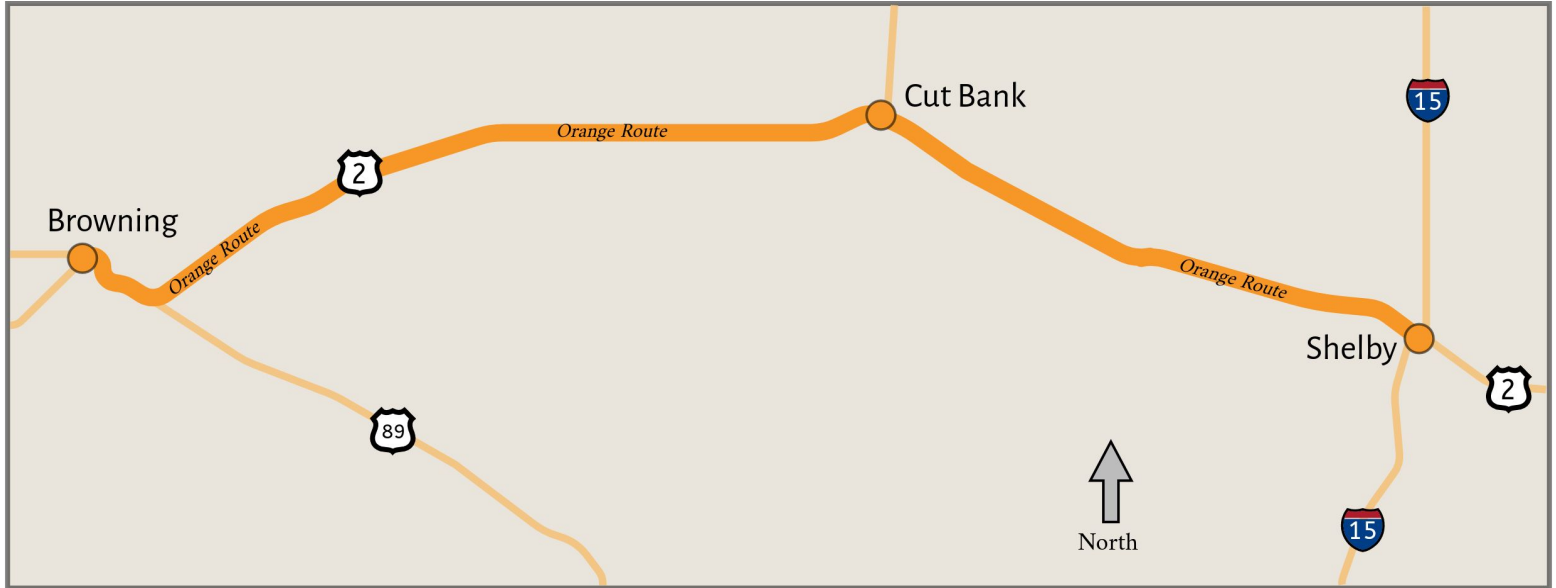 Cut Bank
15
Orange Route
2
Browning
Orange Route
Orange Route
Shelby
2
89
15
North